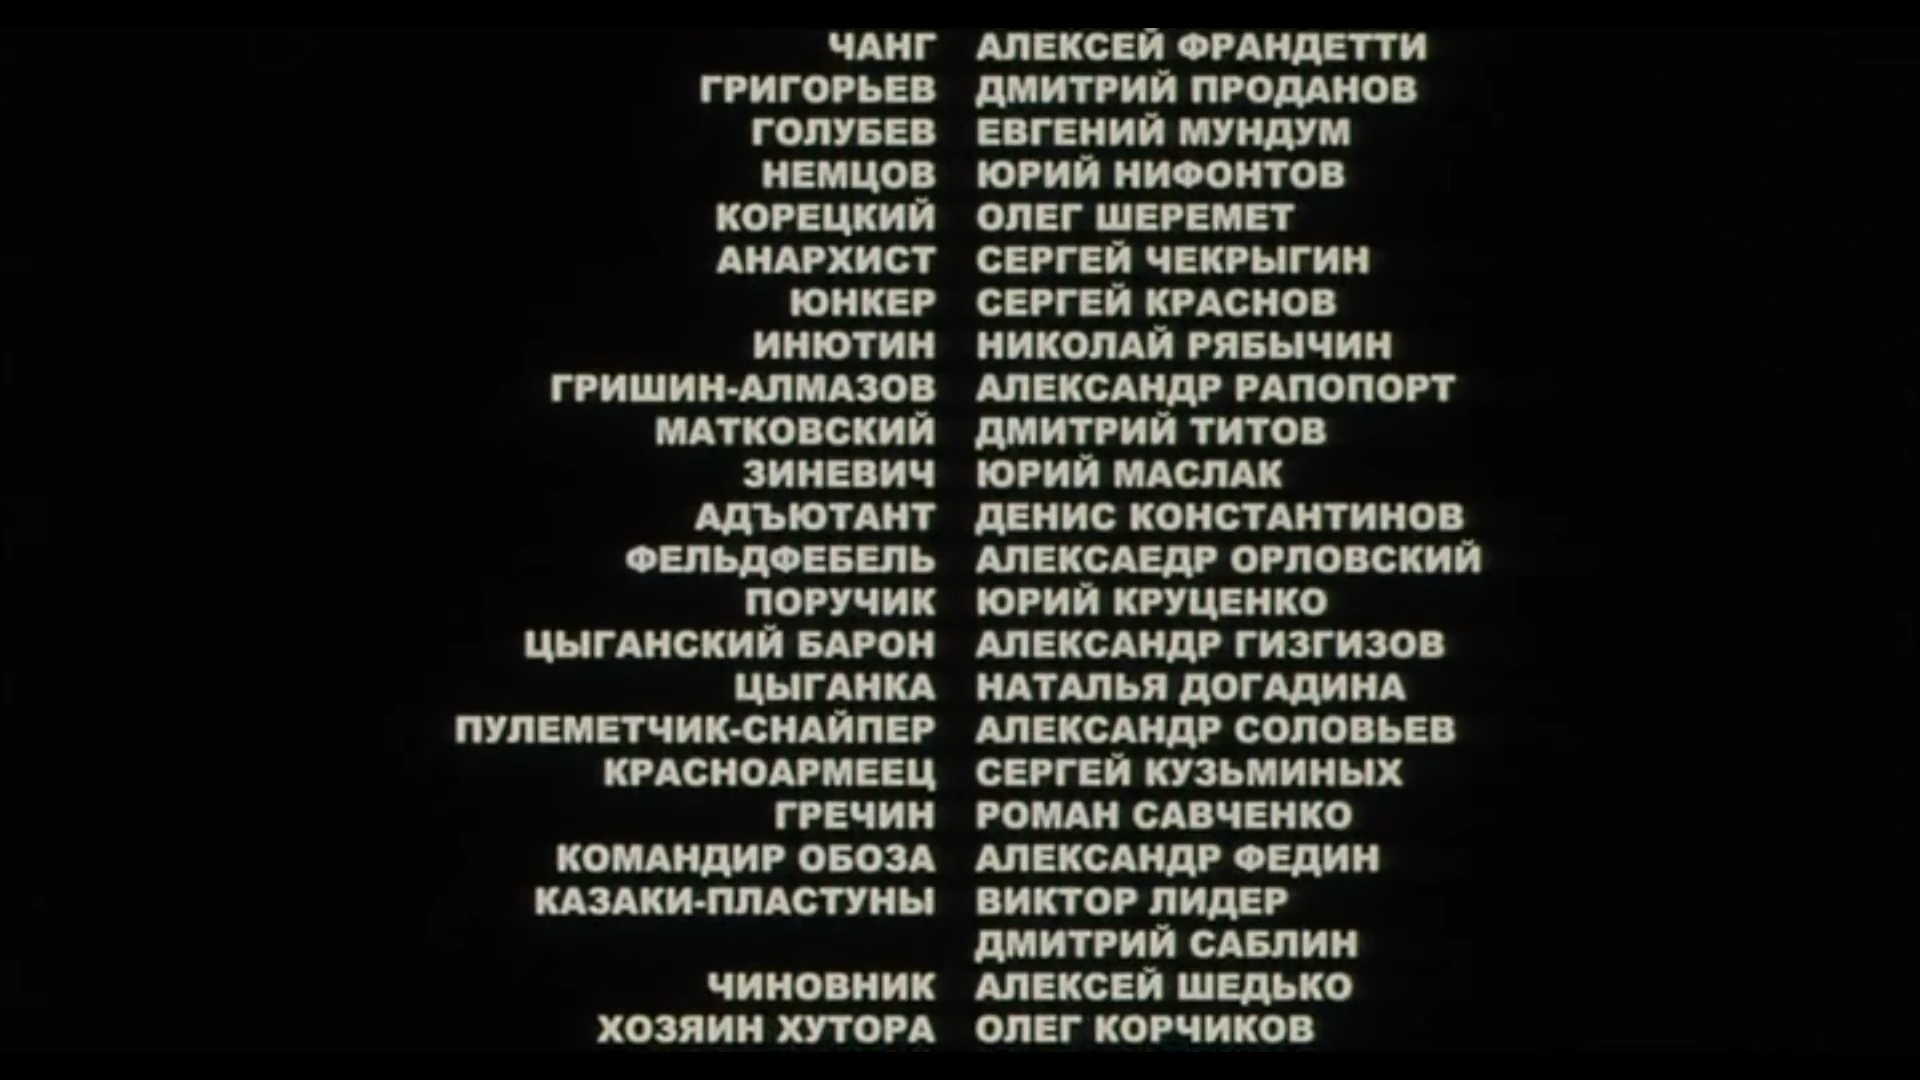 ЧАНГ АЛЕКСЕЙ ФРАНДЕТТИ
ГРИГОРЬЕВ ДМИТРИЙ ПРОДАНОВ
ГОЛУБЕВ ЕВГЕНИЙ МУНДУМ
НЕМЦОВ ЮРИЙ НИФОНТОВ
КОРЕЦКИЙ ОЛЕГ ШЕРЕМЕТ
АНАРХИСТ СЕРГЕЙ ЧЕКРЫГИН
ЮНКЕР СЕРГЕЙ КРАСНОВ
ИНЮТИН НИКОЛАЙ РЯБЫЧИН
ГРИШИН-АЛМАЗОВ АЛЕКСАНДР РАПОПОРТ
МАТКОВСКИЙ ДМИТРИЙ ТИТОВ
ЗИНЕВИЧ ЮРИЙ МАСЛАК
АДЪЮТАНТ ДЕНИС КОНСТАНТИНОВ
ФЕЛЬДФЕБЕЛЬ АЛЕКСАЕДР ОРЛОВСКИЙ
ПОРУЧИК ЮРИЙ КРУЦЕНКО
ЦЫГАНСКИЙ БАРОН АЛЕКСАНДР ГИЗГИЗОВ
ЦЫГАНКА НАТАЛЬЯ ДОГАДИНА
ПУЛЕМЕТЧИК-СНАЙПЕР АЛЕКСАНДР СОЛОВЬЕВ
КРАСНОАРМЕЕЦ СЕРГЕЙ КУЗЬМИНЫХ
ГРЕЧИН РОМАН САВЧЕНКО
КОМАНДИР ОБОЗА АЛЕКСАНДР ФЕДИН
КАЗАКИ-ПЛАСТУНЫ ВИКТОР ЛИДЕР
ДМИТРИЙ САБЛИН
ЧИНОВНИК АЛЕКСЕЙ ШЕДЬКО
ХОЗЯИН ХУТОРА ОЛЕГ КОРЧИКОВ